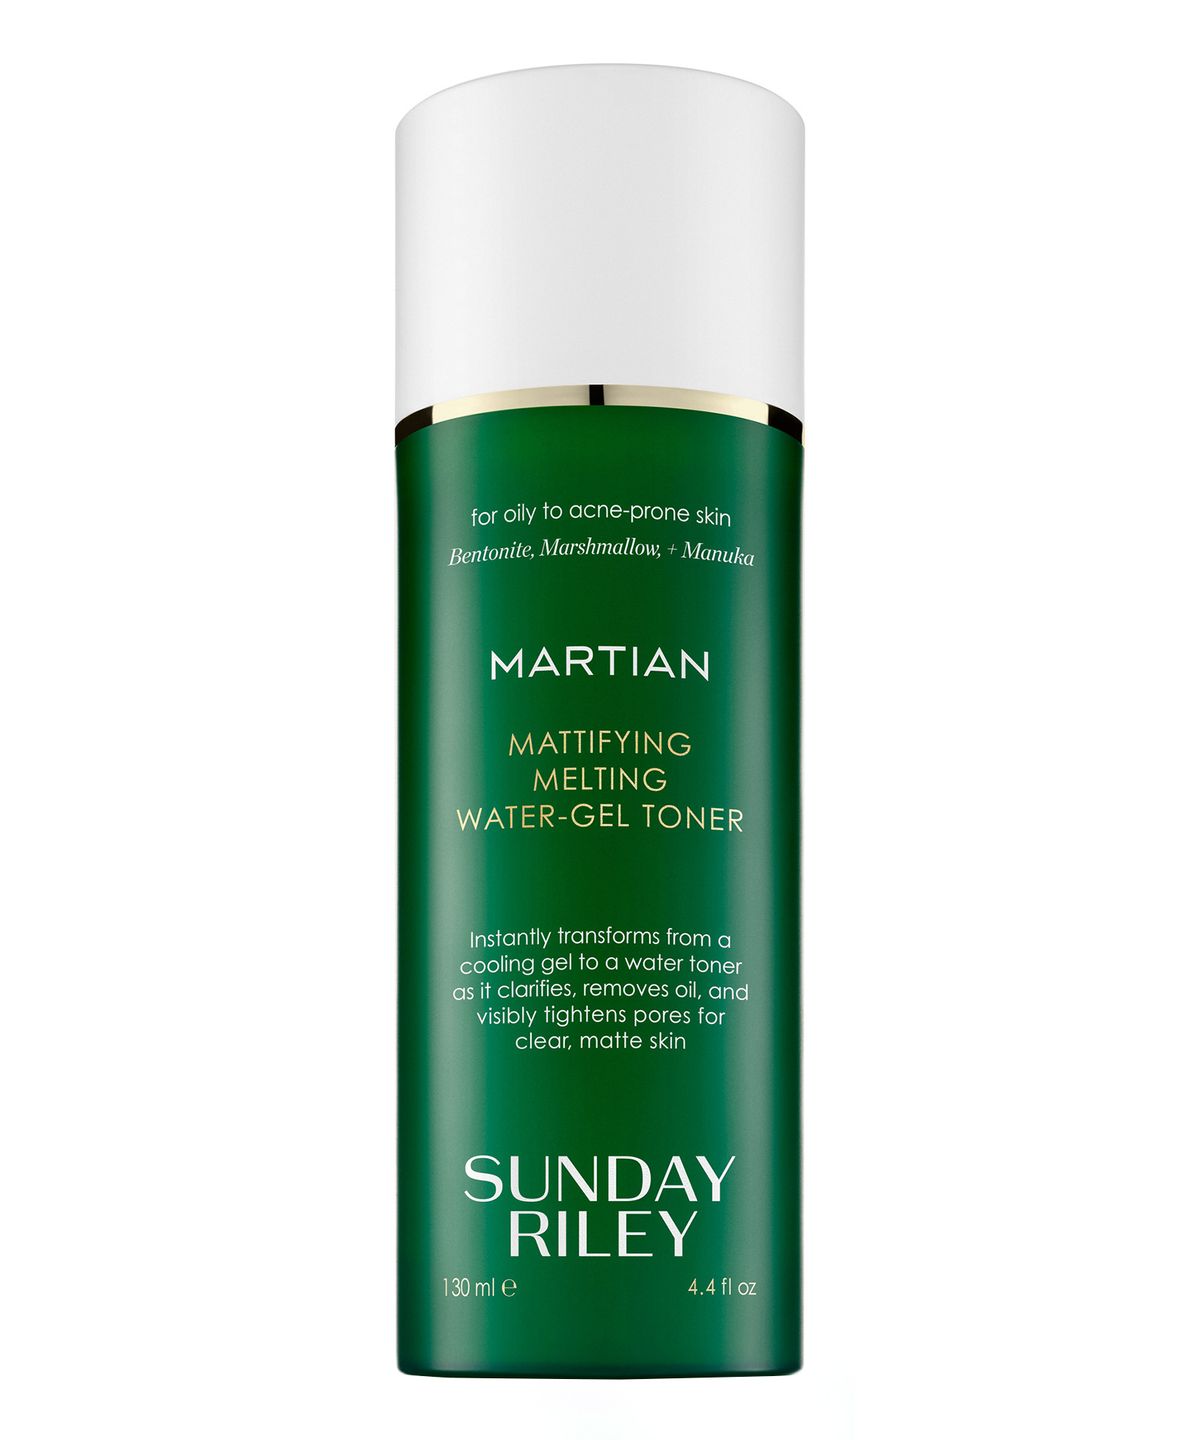 for oily to acne-prone skin
Bentonite, Marshmallow, + Manuka
MARTIAN
MATTIFYING
MELTING
WATER-GEL TONER
Instantly transforms from a
cooling gel to a water toner
as it clarifies, removes oil, and
visibly tightens pores for
clear, matte skin
SUNDAY
RILEY
130 ml ℮ 4.4 fl oz